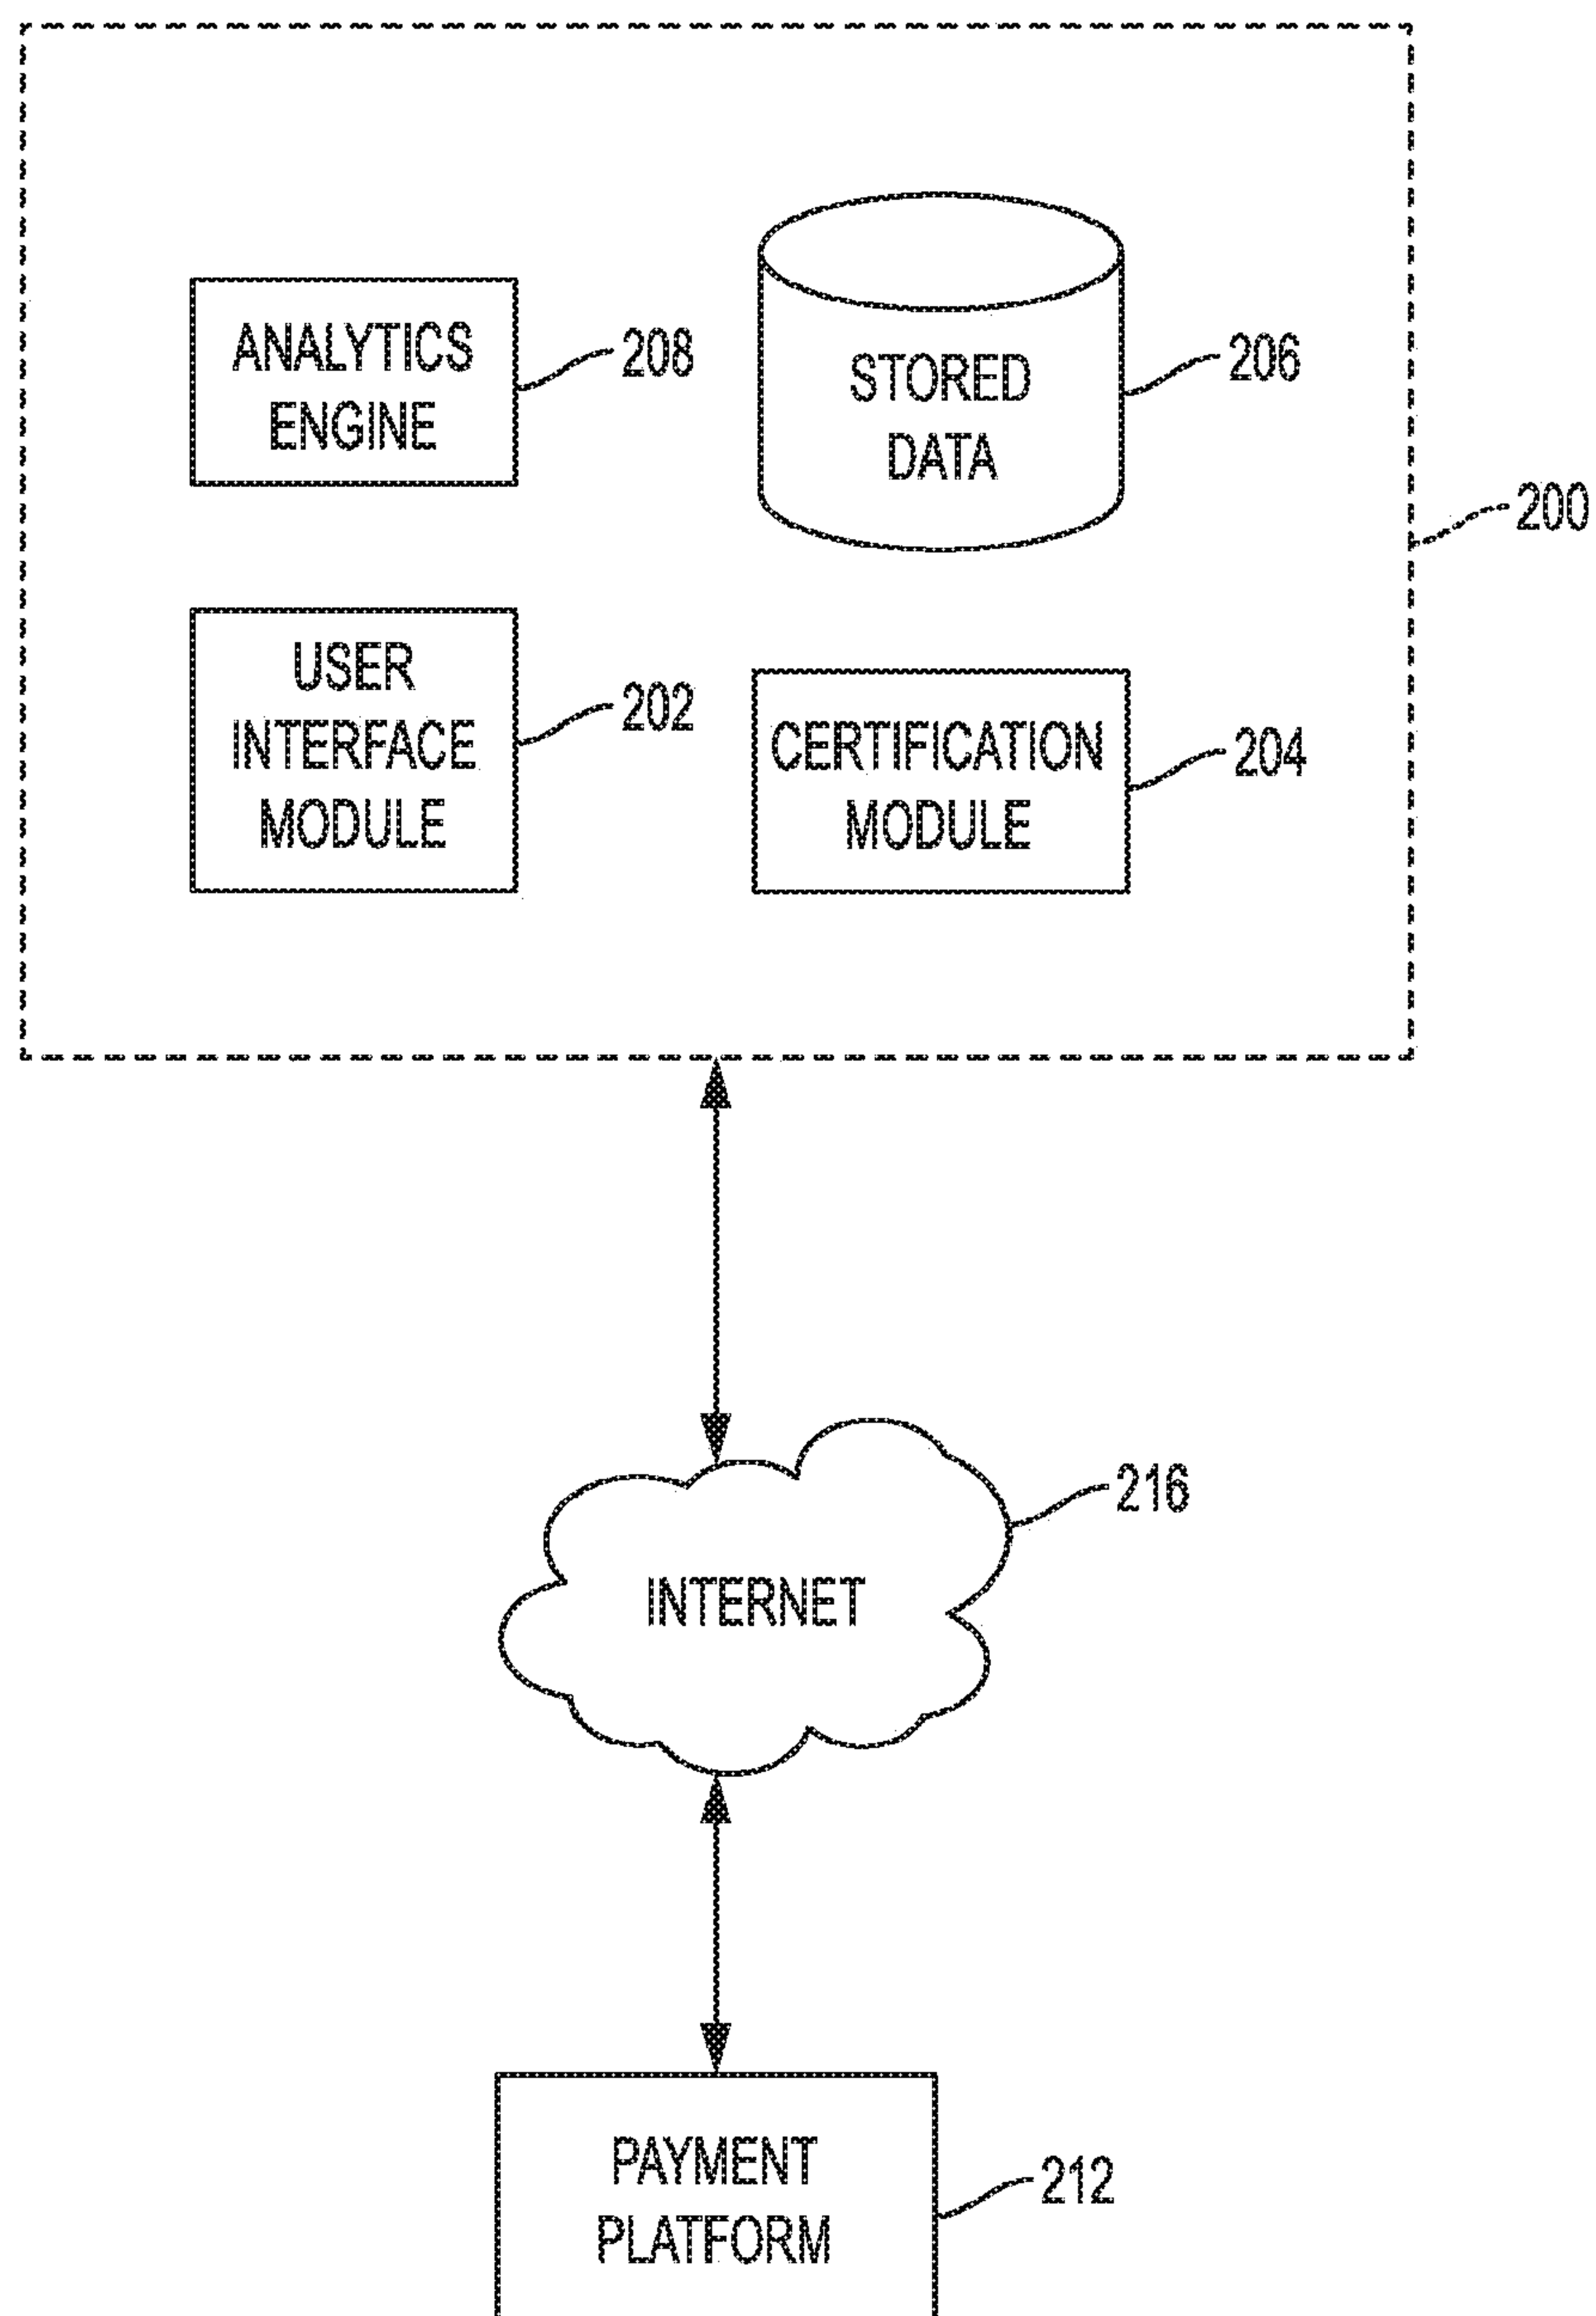 ANALYTICS
ENGINE
208
STORED
DATA
206
200
USER
INTERFACE
MODULE
202
CERTIFICATION
MODULE
204
INTERNET
216
PAYMENT
PLATFORM
212